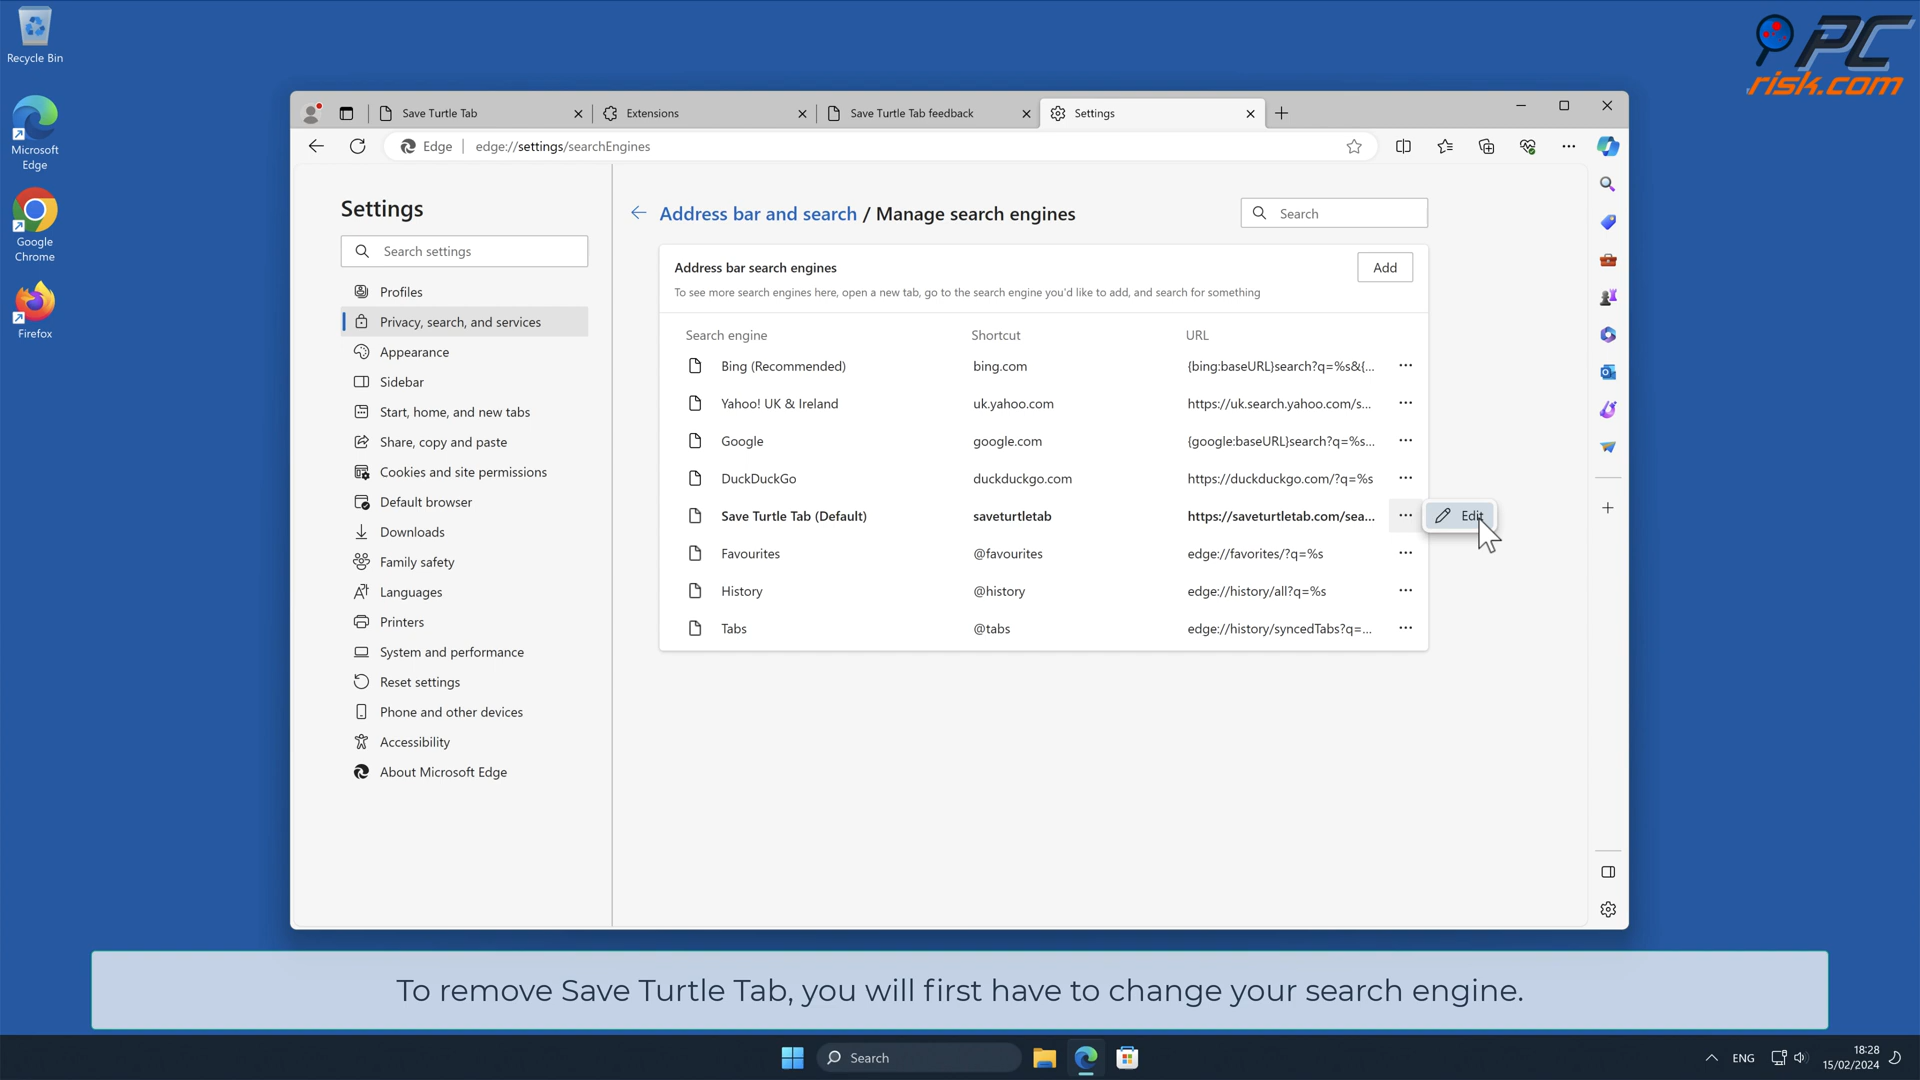 Recycle Bin
Microsoft
Edge
Google
Chrome
Firefox
PC
risk.com
Save Turtle Tab
Extensions
Save Turtle Tab feedback
Settings
Edge
edge://settings/searchEngines
Settings
Search settings
Profiles
Privacy, search, and services
Appearance
Sidebar
Start, home, and new tabs
Share, copy and paste
Cookies and site permissions
Default browser
Downloads
Family safety
Languages
Printers
System and performance
Reset settings
Phone and other devices
Accessibility
About Microsoft Edge
Address bar and search / Manage search engines
Search
Address bar search engines
Add
To see more search engines here, open a new tab, go to the search engine you'd like to add, and search for something
Search engine Shortcut URL
Bing (Recommended) bing.com {bing:baseURL}search?q=%s&{...
Yahoo! UK & Ireland uk.yahoo.com https://uk.search.yahoo.com/s...
Google google.com {google:baseURL}search?q=%s...
DuckDuckGo duckduckgo.com https://duckduckgo.com/?q=%s
Save Turtle Tab (Default) saveturtletab https://saveturtletab.com/sea...
Edit
Favourites @favourites edge://favorites/?q=%s
History @history edge://history/all?q=%s
Tabs @tabs edge://history/syncedTabs?q=...
To remove Save Turtle Tab, you will first have to change your search engine.
Search
ENG
18:28
15/02/2024